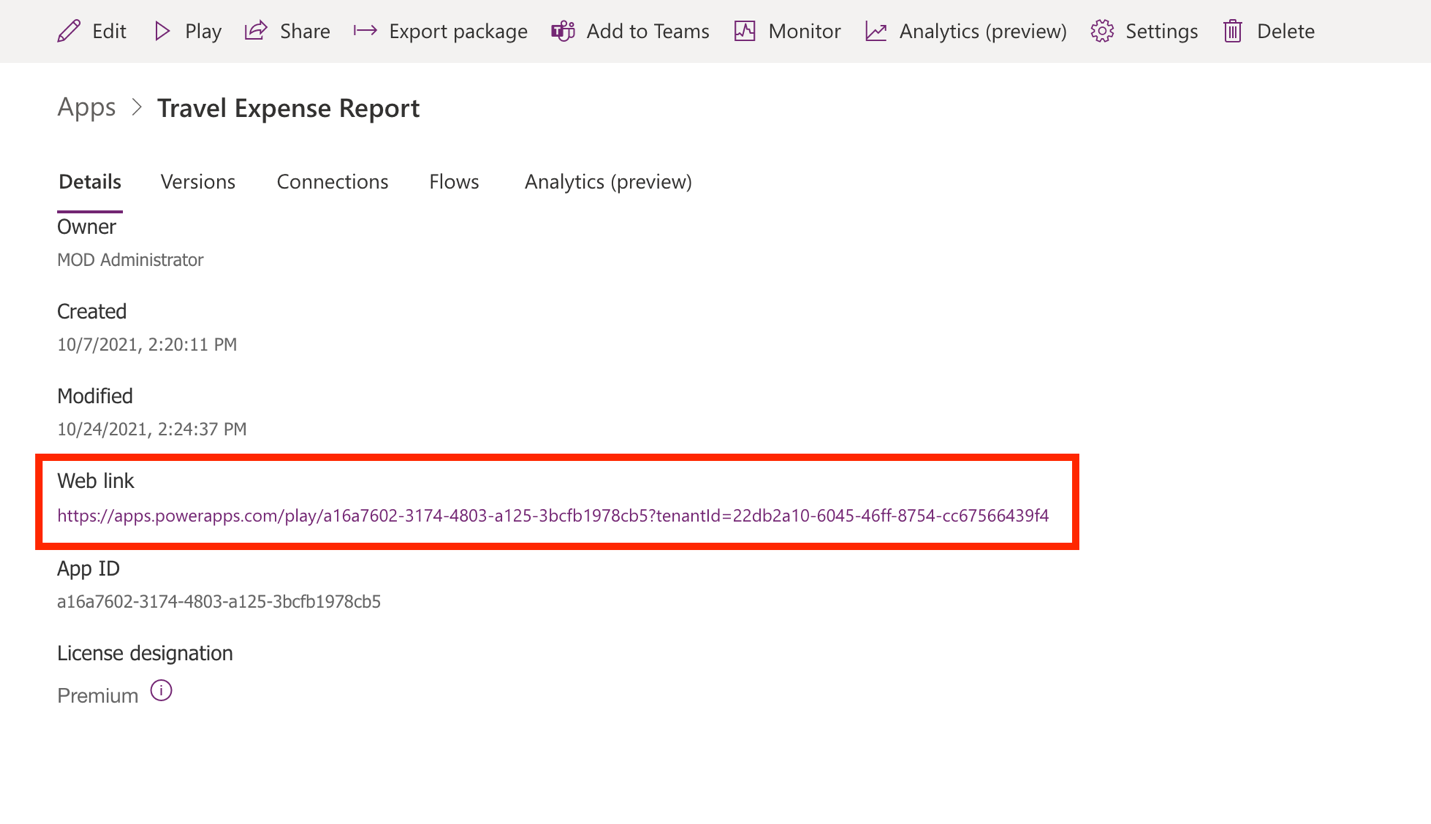 Edit Play Share Export package Add to Teams Monitor Analytics (preview) Settings Delete
Apps > Travel Expense Report
Details Versions Connections Flows Analytics (preview)
Owner
MOD Administrator
Created
10/7/2021, 2:20:11 PM
Modified
10/24/2021, 2:24:37 PM
Web link
https://apps.powerapps.com/play/a16a7602-3174-4803-a125-3bcfb1978cb5?tenantId=22db2a10-6045-46ff-8754-cc67566439f4
App ID
a16a7602-3174-4803-a125-3bcfb1978cb5
License designation
Premium